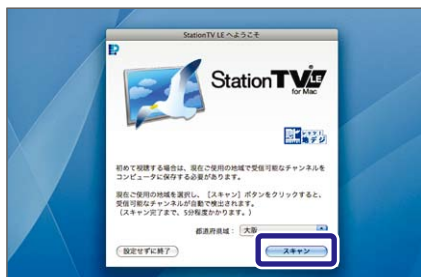 StationTV LE へようこそ
StationTV LE
for Mac
地デジ
初めて視聴する場合は、現在ご使用の地域で受信可能なチャンネルを
コンピュータに保存する必要があります。
現在ご使用の地域を選択し、［スキャン］ボタンをクリックすると、
受信可能なチャンネルが自動で検出されます。
（スキャン完了まで、5分程度かかります。）
都道府県域： 大阪
設定せずに終了
スキャン